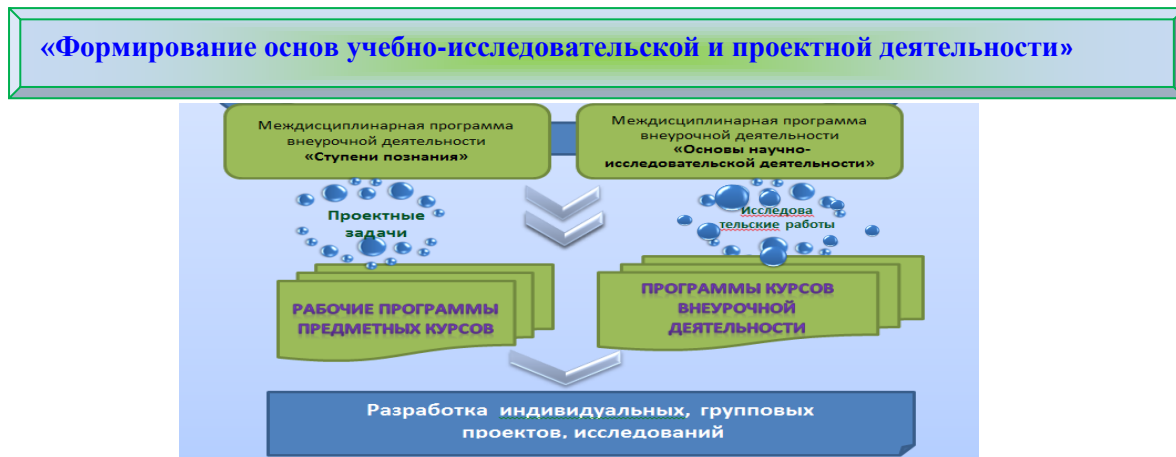 «Формирование основ учебно-исследовательской и проектной деятельности»
Междисциплинарная программа
внеурочной деятельности
«Ступени познания»
Междисциплинарная программа
внеурочной деятельности
«Основы научно-
исследовательской деятельности»
Проектные
задачи
Исследова
тельские работы
РАБОЧИЕ ПРОГРАММЫ
ПРЕДМЕТНЫХ КУРСОВ
ПРОГРАММЫ КУРСОВ
ВНЕУРОЧНОЙ
ДЕЯТЕЛЬНОСТИ
Разработка индивидуальных, групповых
проектов, исследований